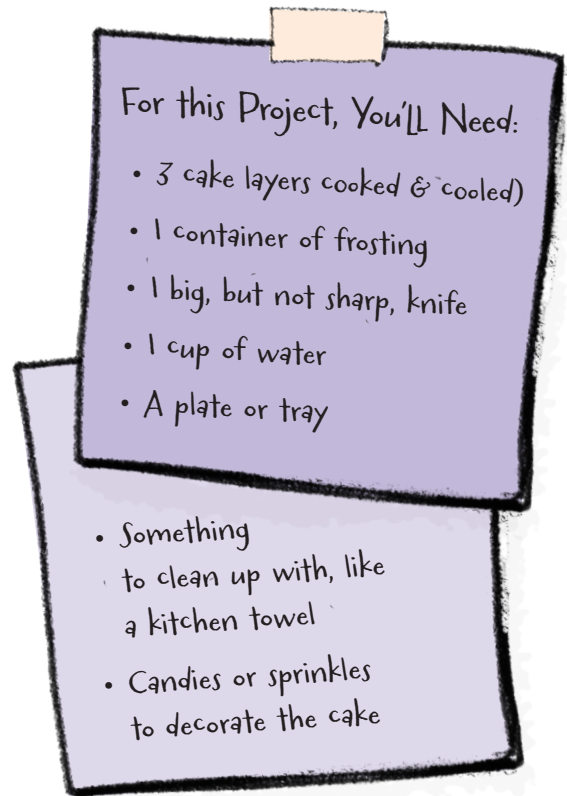 For this Project, You'll Need:
• 3 cake layers cooked & cooled)
• 1 container of frosting
• 1 big, but not sharp, knife
• 1 cup of water
• A plate or tray
• Something
to clean up with, like
a kitchen towel
• Candies or sprinkles
to decorate the cake